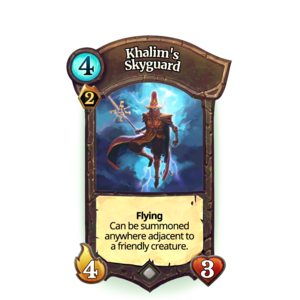 Khalim's
Skyguard
4
2
Flying
Can be summoned
anywhere adjacent to
a friendly creature.
4
3